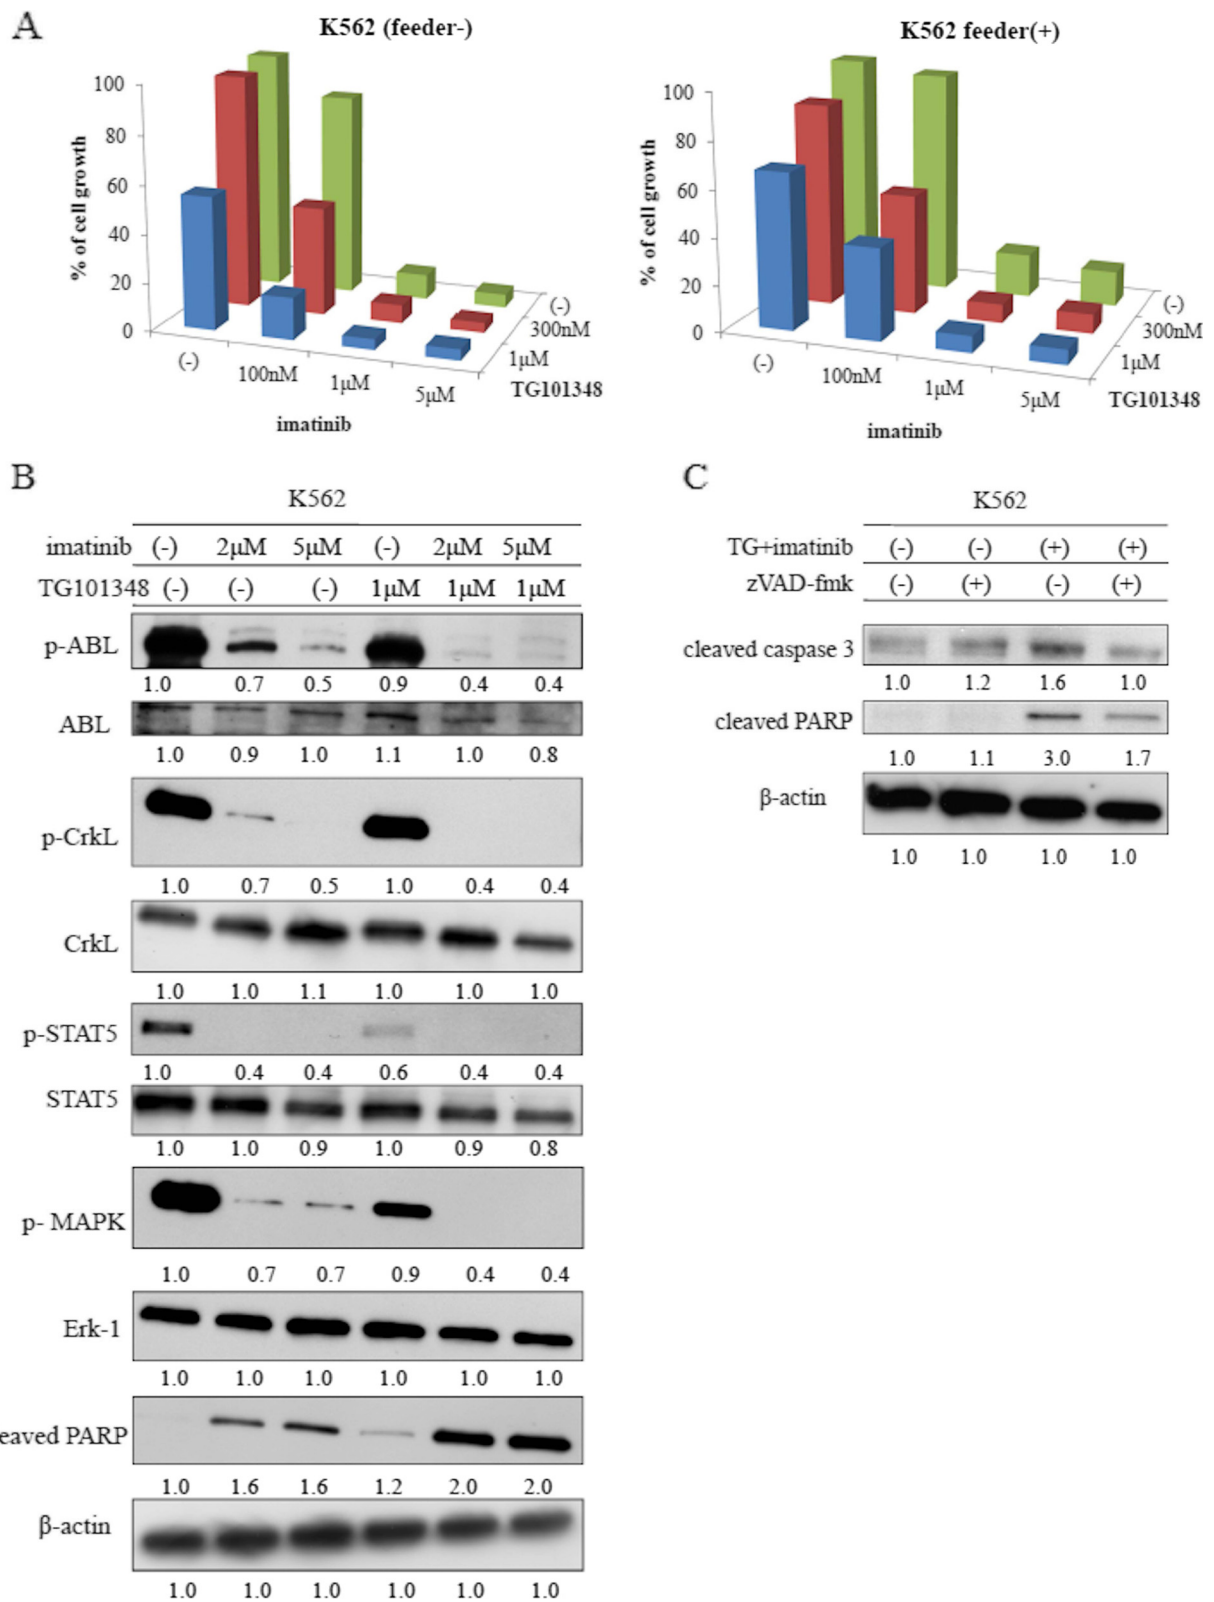 A
K562 (feeder-)
K562 feeder(+)
% of cell growth
100
80
60
40
20
0
(-)
100nM
1μM
5μM
imatinib
(-)
300nM
1μM
TG101348
% of cell growth
100
80
60
40
20
0
(-)
100nM
1μM
5μM
imatinib
(-)
300nM
1μM
TG101348
B
K562
imatinib (-) 2μM 5μM (-) 2μM 5μM
TG101348 (-) (-) (-) 1μM 1μM 1μM
p-ABL
1.0 0.7 0.5 0.9 0.4 0.4
ABL
1.0 0.9 1.0 1.1 1.0 0.8
p-CrkL
1.0 0.7 0.5 1.0 0.4 0.4
CrkL
1.0 1.0 1.1 1.0 1.0 1.0
p-STAT5
1.0 0.4 0.4 0.6 0.4 0.4
STAT5
1.0 1.0 0.9 1.0 0.9 0.8
p- MAPK
1.0 0.7 0.7 0.9 0.4 0.4
Erk-1
1.0 1.0 1.0 1.0 1.0 1.0
eaved PARP
1.0 1.6 1.6 1.2 2.0 2.0
β-actin
1.0 1.0 1.0 1.0 1.0 1.0
C
K562
TG+imatinib (-) (-) (+) (+)
zVAD-fmk (-) (+) (-) (+)
cleaved caspase 3
1.0 1.2 1.6 1.0
cleaved PARP
1.0 1.1 3.0 1.7
β-actin
1.0 1.0 1.0 1.0